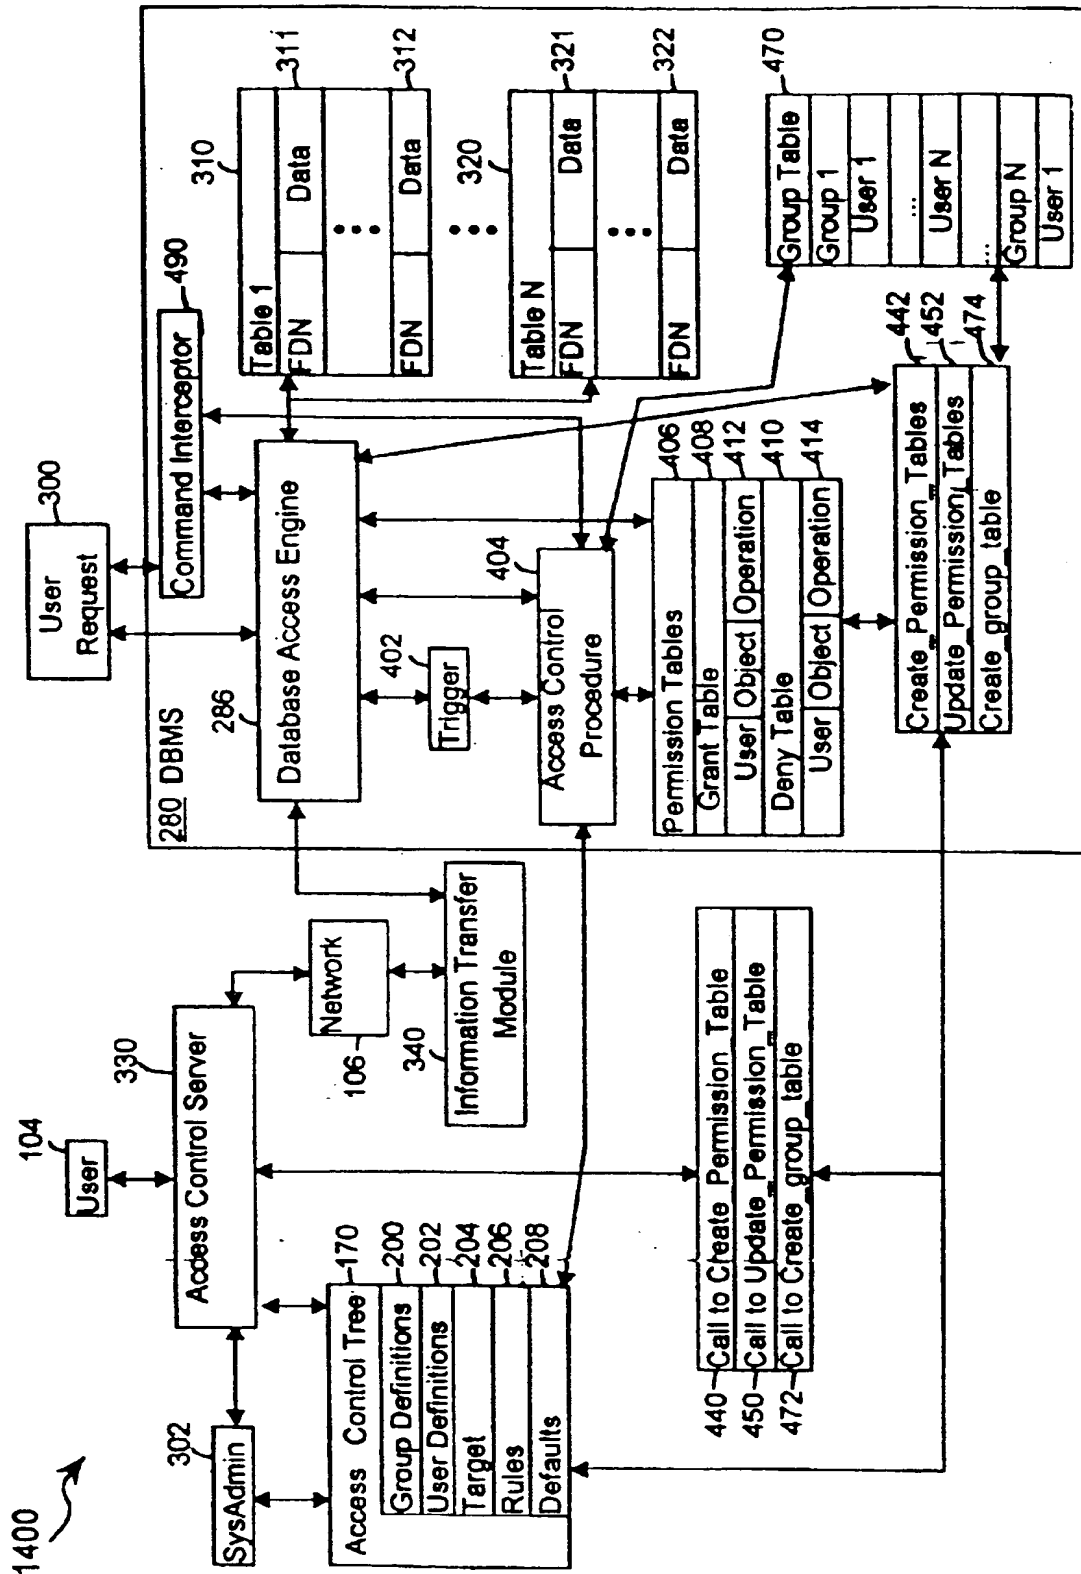 1400
SysAdmin
302
User
104
Access Control Server
330
Access Control Tree
170
Group Definitions
200
User Definitions
202
Target
204
Rules
206
Defaults
208
Network
106
Information Transfer
Module
340
440
Call to Create_Permission_Table
450
Call to Update_Permission_Table
472
Call to Create_group_table
User
Request
300
280 DBMS
Command Interceptor
490
Database Access Engine
286
Trigger
402
Access Control
Procedure
404
Permission Tables
406
Grant Table
408
User Object Operation
412
Deny Table
410
User Object Operation
414
Create_Permission_Tables
442
Update_Permission_Tables
452
Create_group_table
474
310
Table 1
FDN Data
311
•••
FDN Data
312
•••
320
Table N
FDN Data
321
•••
FDN Data
322
Group Table
470
Group 1
User 1
...
User N
...
Group N
User 1